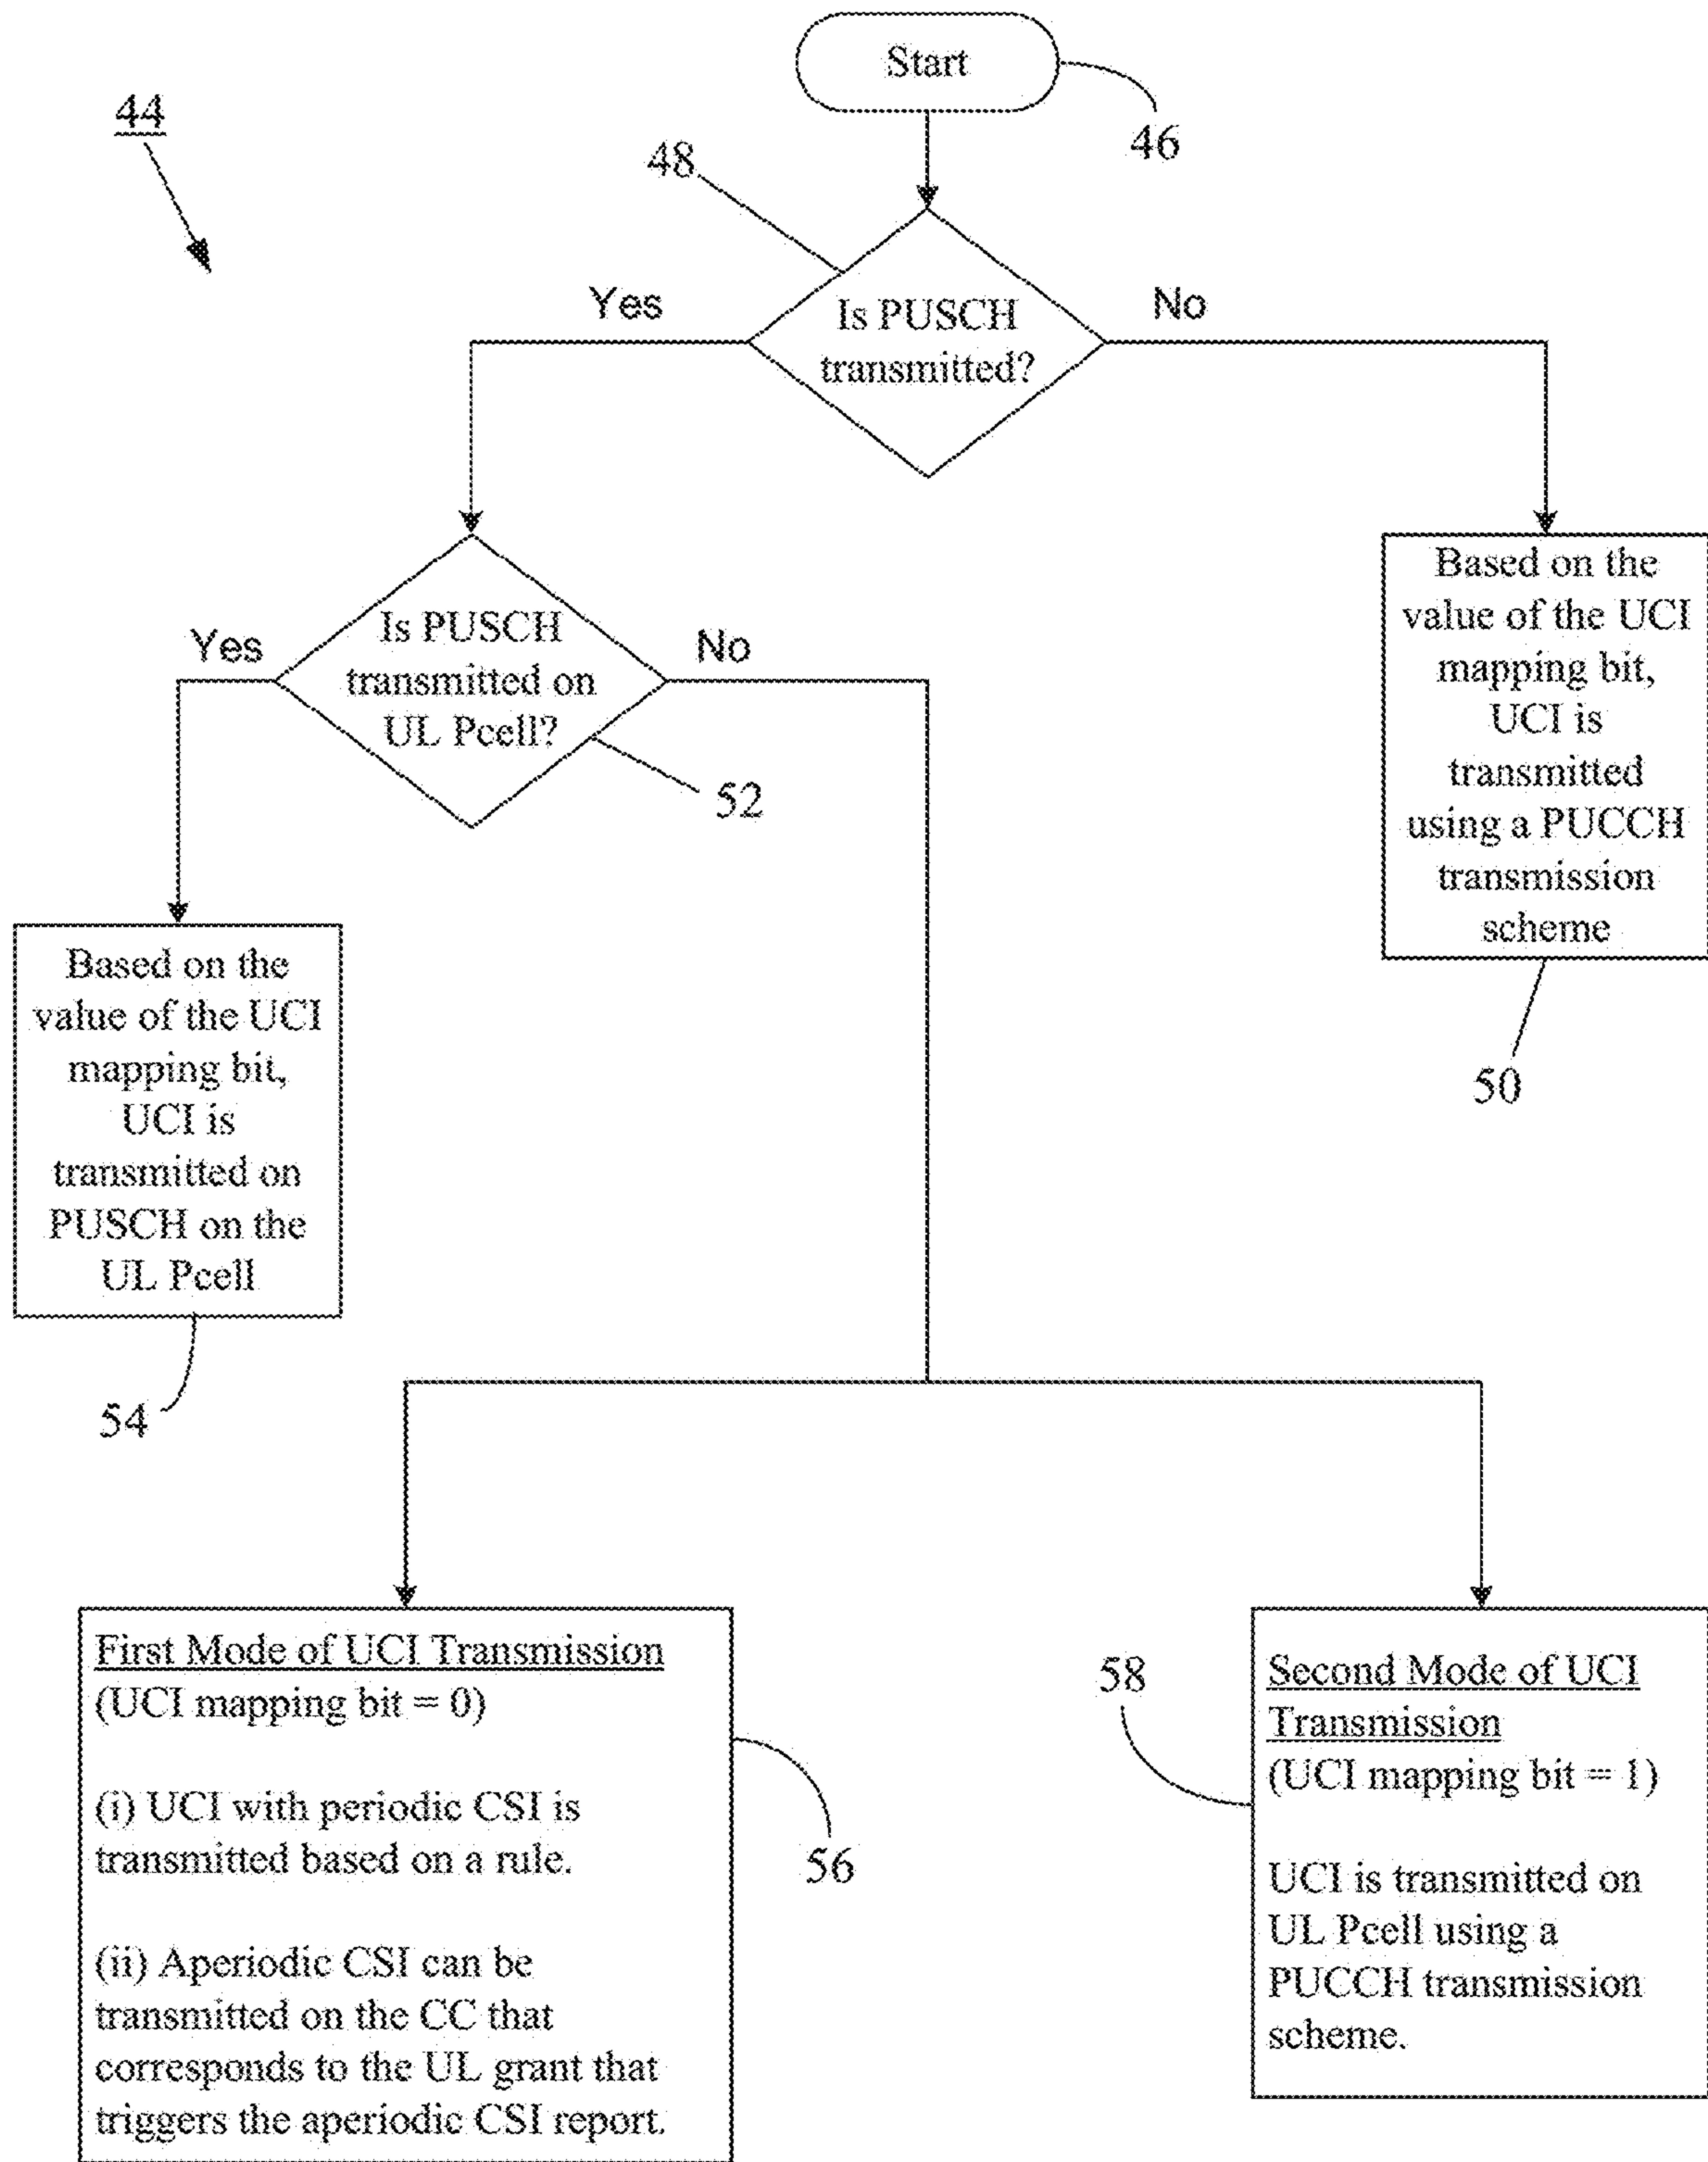 Start
46
44
48
Yes
Is PUSCH
transmitted?
No
Yes
Is PUSCH
transmitted on
UL Pcell?
No
52
Based on the
value of the UCI
mapping bit,
UCI is
transmitted
using a PUCCH
transmission
scheme
50
Based on the
value of the UCI
mapping bit,
UCI is
transmitted on
PUSCH on the
UL Pcell
54
First Mode of UCI Transmission
(UCI mapping bit = 0)
(i) UCI with periodic CSI is
transmitted based on a rule.
(ii) Aperiodic CSI can be
transmitted on the CC that
corresponds to the UL grant that
triggers the aperiodic CSI report.
56
58
Second Mode of UCI
Transmission
(UCI mapping bit = 1)
UCI is transmitted on
UL Pcell using a
PUCCH transmission
scheme.